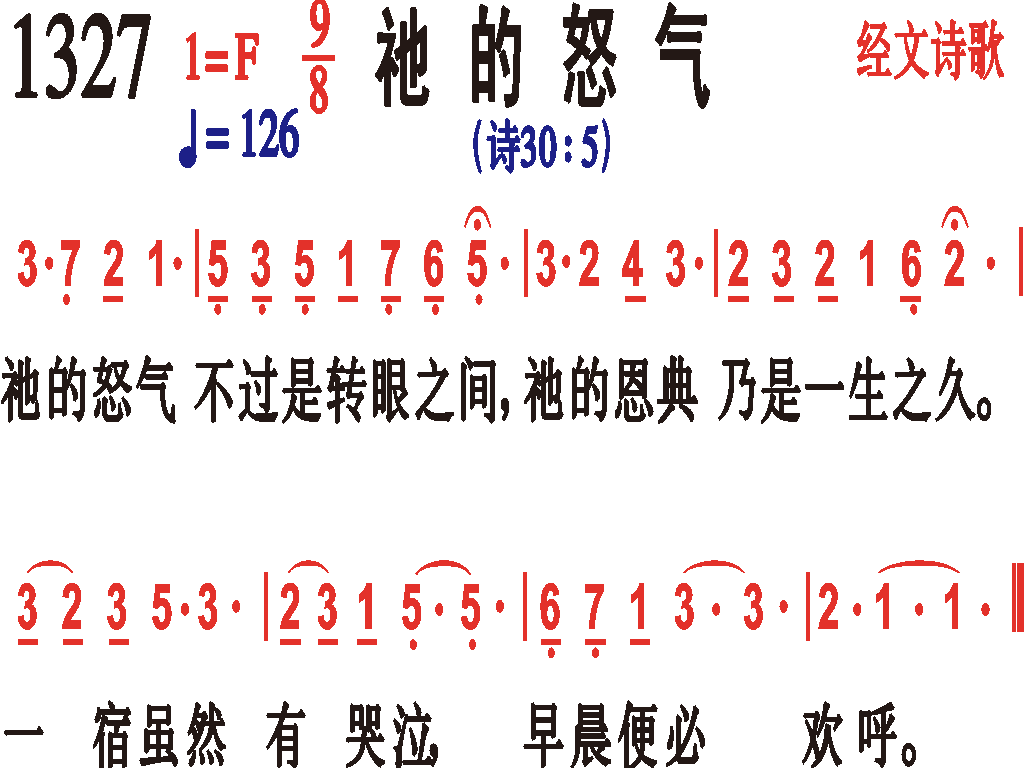 1327 1=F 9/8 祂的怒气 经文诗歌
♩=126 (诗30:5)
3·7 2 1·|5 3 5 1 7 6 5·|3·2 4 3·|2 3 2 1 6 2·|
祂的怒气 不过是转眼之间,祂的恩典 乃是一生之久。
3 2 3 5·3·|2 3 1 5·5·|6 7 1 3·3·|2·1·1·‖
一 宿虽然 有 哭泣, 早晨便必 欢呼。